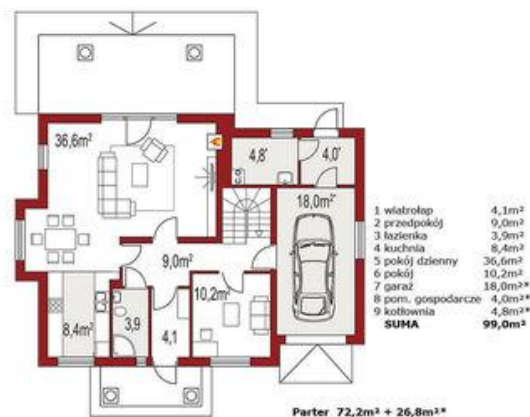 36,6m²
4,8*
4,0*
18,0m²*
9,0m²
10,2m²
8,4m²
3,9
4,1
1 wiatrołap 4,1m²
2 przedpokój 9,0m²
3 łazienka 3,9m²
4 kuchnia 8,4m²
5 pokój dzienny 36,6m²
6 pokój 10,2m²
7 garaż 18,0m²*
8 pom. gospodarcze 4,0m²*
9 kotłownia 4,8m²*
SUMA 99,0m²
Parter 72,2m² + 26,8m²*